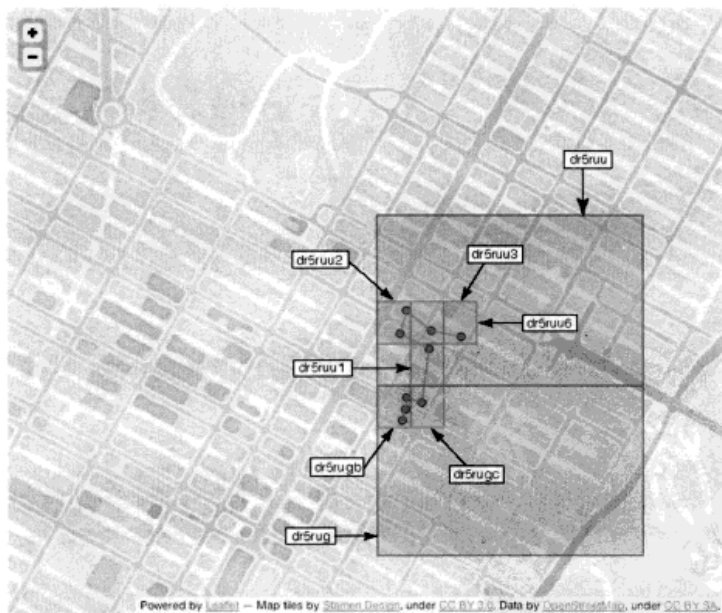 +
−
dr5ruu
dr5ruu2
dr5ruu3
dr5ruu6
dr5ruu1
dr5rugb
dr5rugc
dr5rug
Powered by Leaflet — Map tiles by Stamen Design, under CC BY 3.0. Data by OpenStreetMap, under CC BY SA